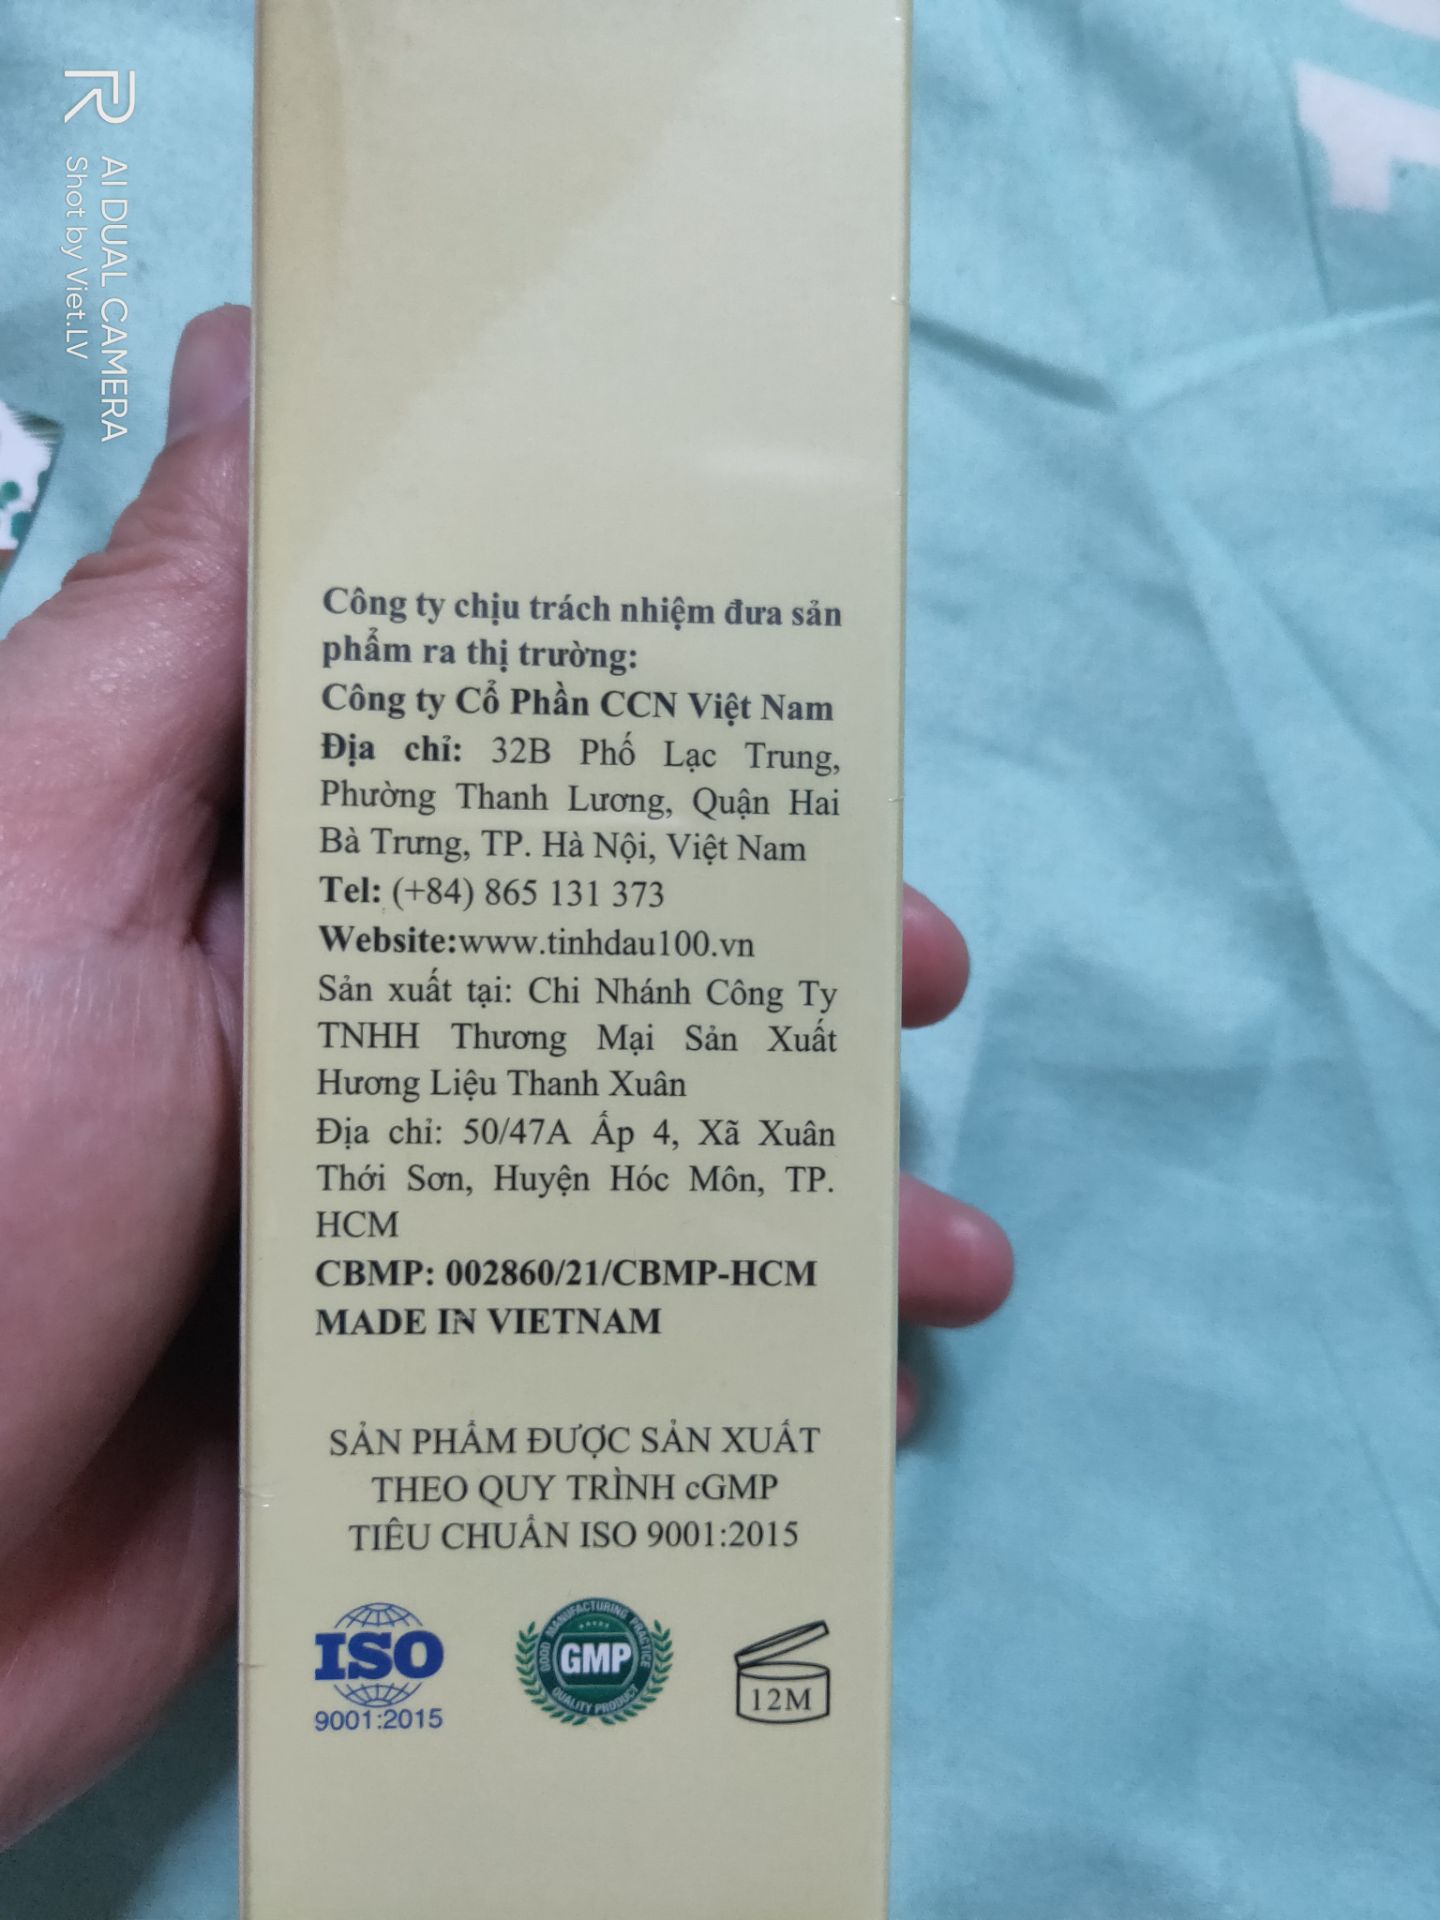 AI DUAL CAMERA
Shot by Viet.LV
Công ty chịu trách nhiệm đưa sản
phẩm ra thị trường:
Công ty Cổ Phần CCN Việt Nam
Địa chỉ: 32B Phố Lạc Trung,
Phường Thanh Lương, Quận Hai
Bà Trưng, TP. Hà Nội, Việt Nam
Tel: (+84) 865 131 373
Website:www.tinhdau100.vn
Sản xuất tại: Chi Nhánh Công Ty
TNHH Thương Mại Sản Xuất
Hương Liệu Thanh Xuân
Địa chỉ: 50/47A Ấp 4, Xã Xuân
Thới Sơn, Huyện Hóc Môn, TP.
HCM
CBMP: 002860/21/CBMP-HCM
MADE IN VIETNAM
SẢN PHẨM ĐƯỢC SẢN XUẤT
THEO QUY TRÌNH cGMP
TIÊU CHUẨN ISO 9001:2015
ISO
9001:2015
GOOD MANUFACTURING PRACTICE
GMP
QUALITY PRODUCT
12M